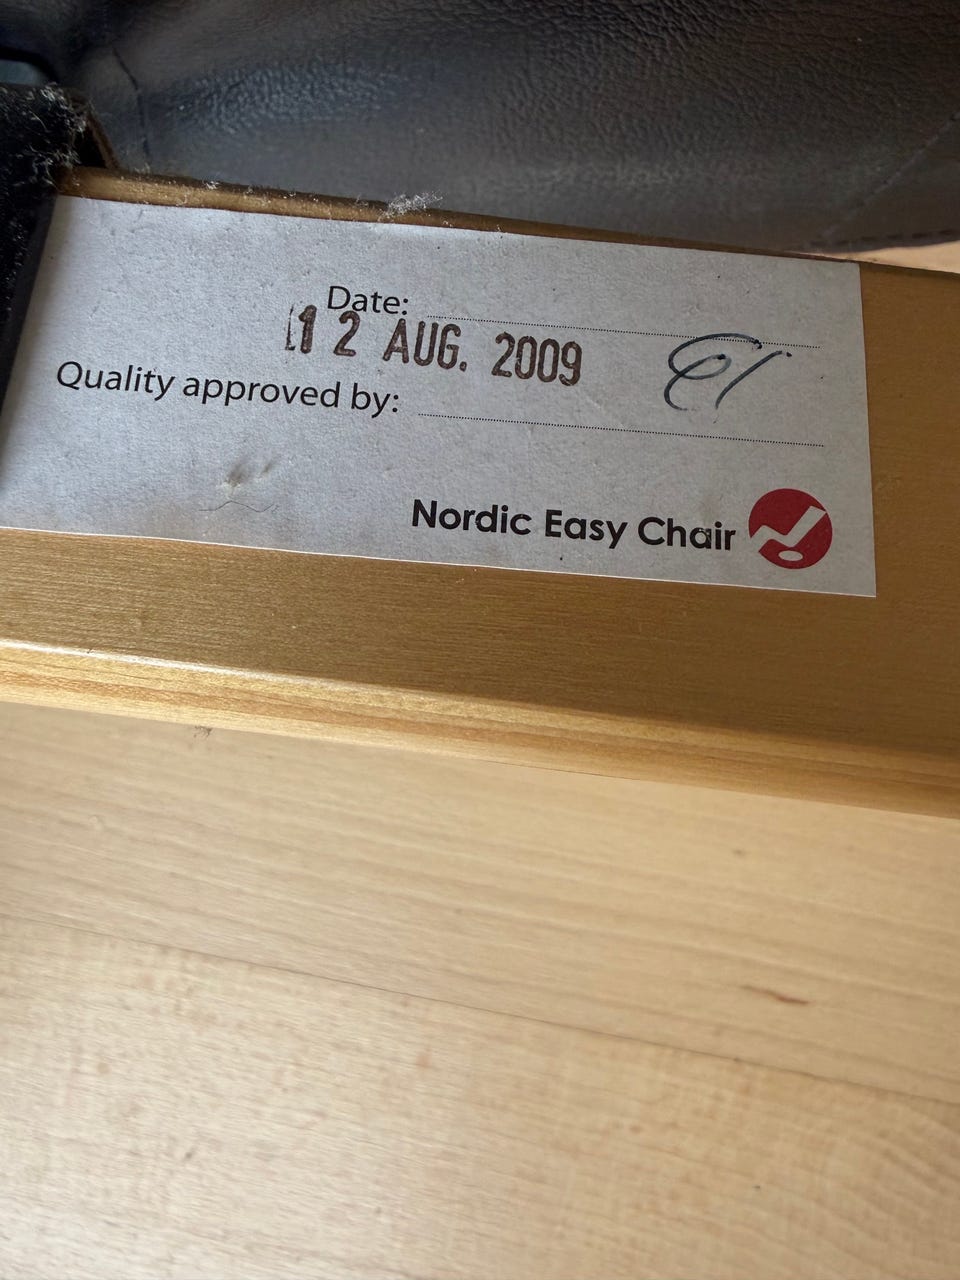 Date:
12 AUG. 2009
Quality approved by:
Nordic Easy Chair